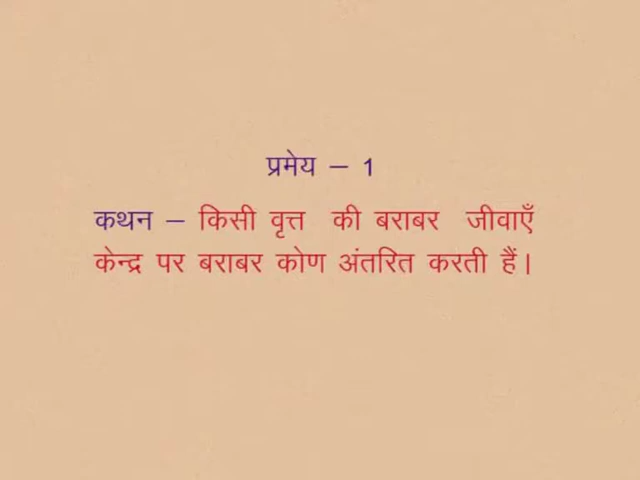 प्रमेय – 1
कथन – किसी वृत्त की बराबर जीवाएँ
केन्द्र पर बराबर कोण अंतरित करती हैं।